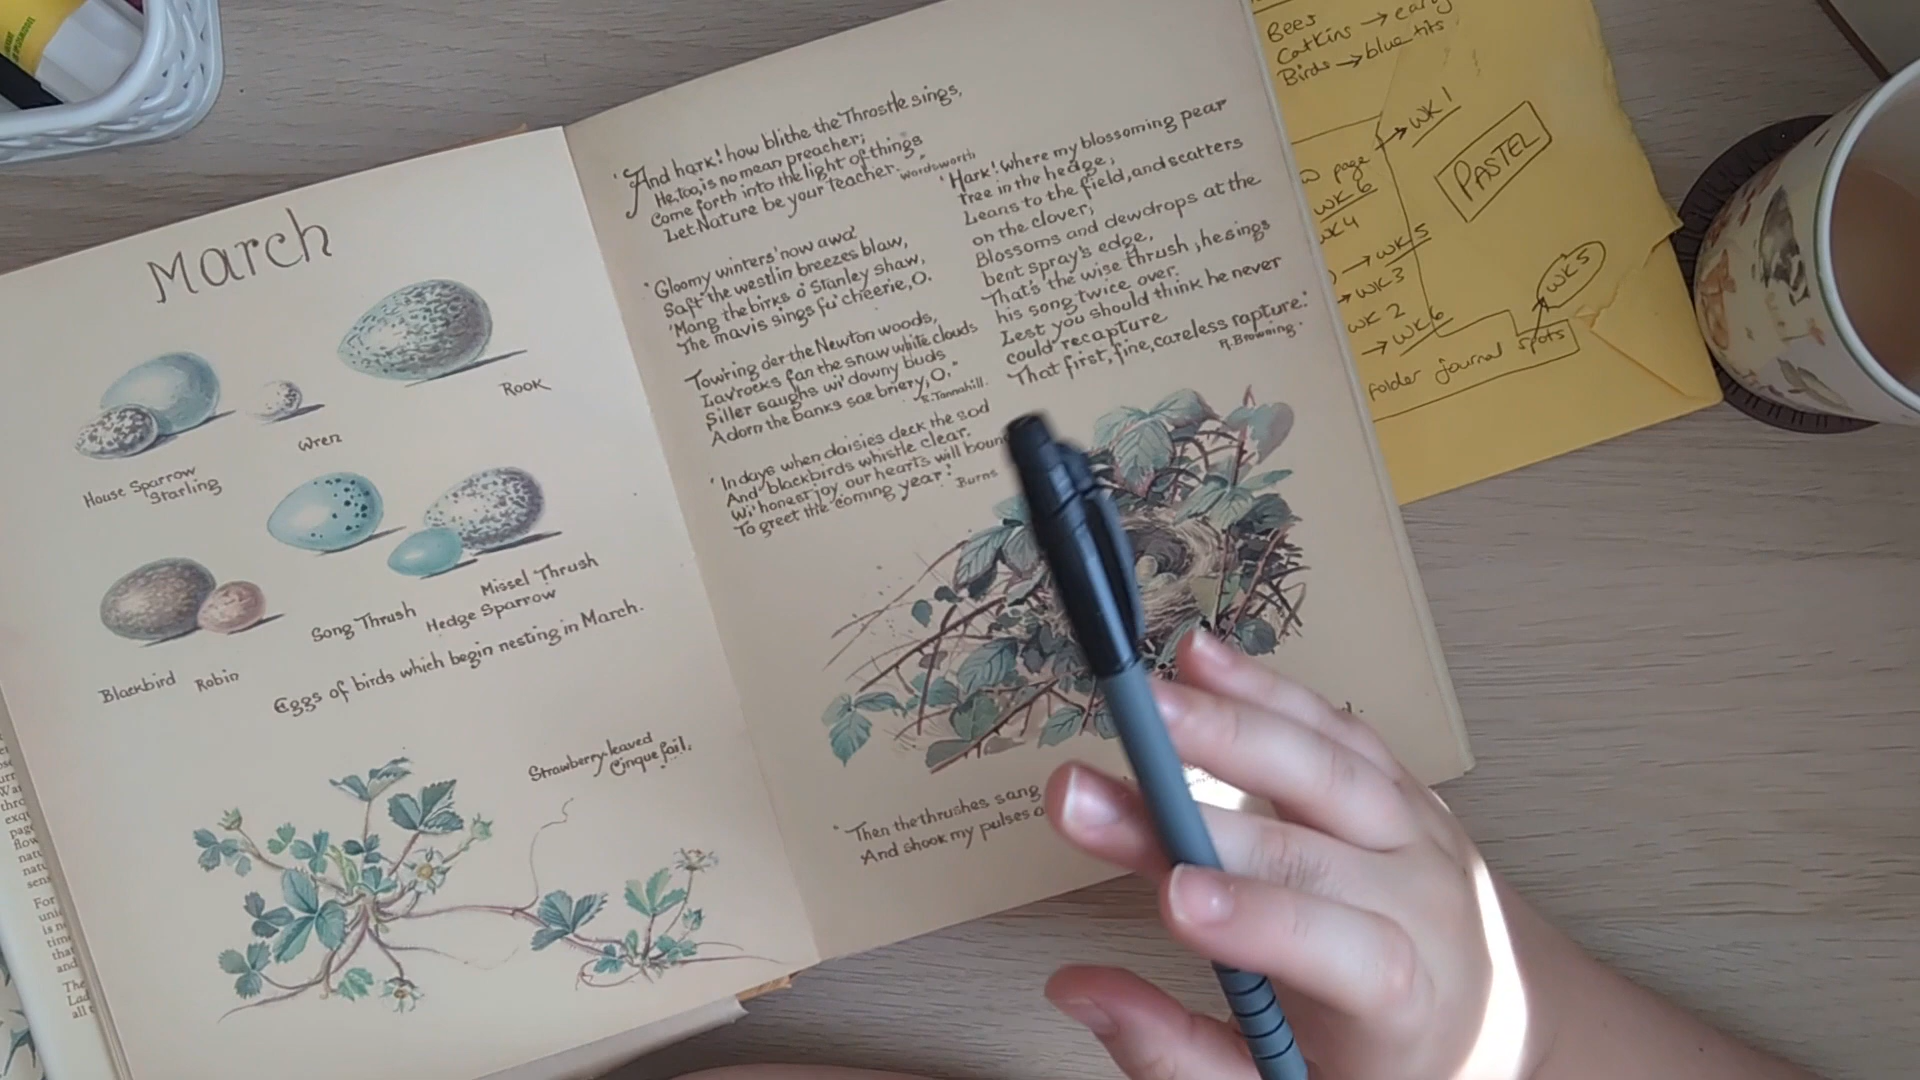 March
Rook
Wren
House Sparrow
Starling
Missel Thrush
Song Thrush
Hedge Sparrow
Blackbird
Robin
Eggs of birds which begin nesting in March.
Strawberry-leaved
Cinquefoil.
'And hark! how blithe the Throstle sings,
He, too, is no mean preacher;
Come forth into the light of things
Let Nature be your teacher."
Wordsworth
"Gloomy winters' now awa'
Saft the westlin breezes blaw,
'Mang the birks o' Stanley shaw,
The mavis sings fu' cheerie, O.
Tow'ring o'er the Newton woods,
Lav'rocks fan the snaw white clouds
Siller saughs wi' downy buds
Adorn the banks sae briery, O."
R. Tannahill.
'In days when daisies deck the sod
And blackbirds whistle clear.
Wi' honest joy our hearts will bound
To greet the coming year!
Burns
'Hark! where my blossoming pear
tree in the hedge,
Leans to the field, and scatters
on the clover,
Blossoms and dewdrops at the
bent spray's edge,
That's the wise thrush, he sings
his song twice over.
Lest you should think he never
could recapture
That first, fine, careless rapture."
R. Browning.
"Then the thrushes sang
And shook my pulses
Bees
Catkins → early
Birds → blue tits
→ WK 1
page
WK 6
WK 4
PASTEL
→ WK 5
→ WK 3
WK 2
→ WK 6
WK 5
folder journal spots